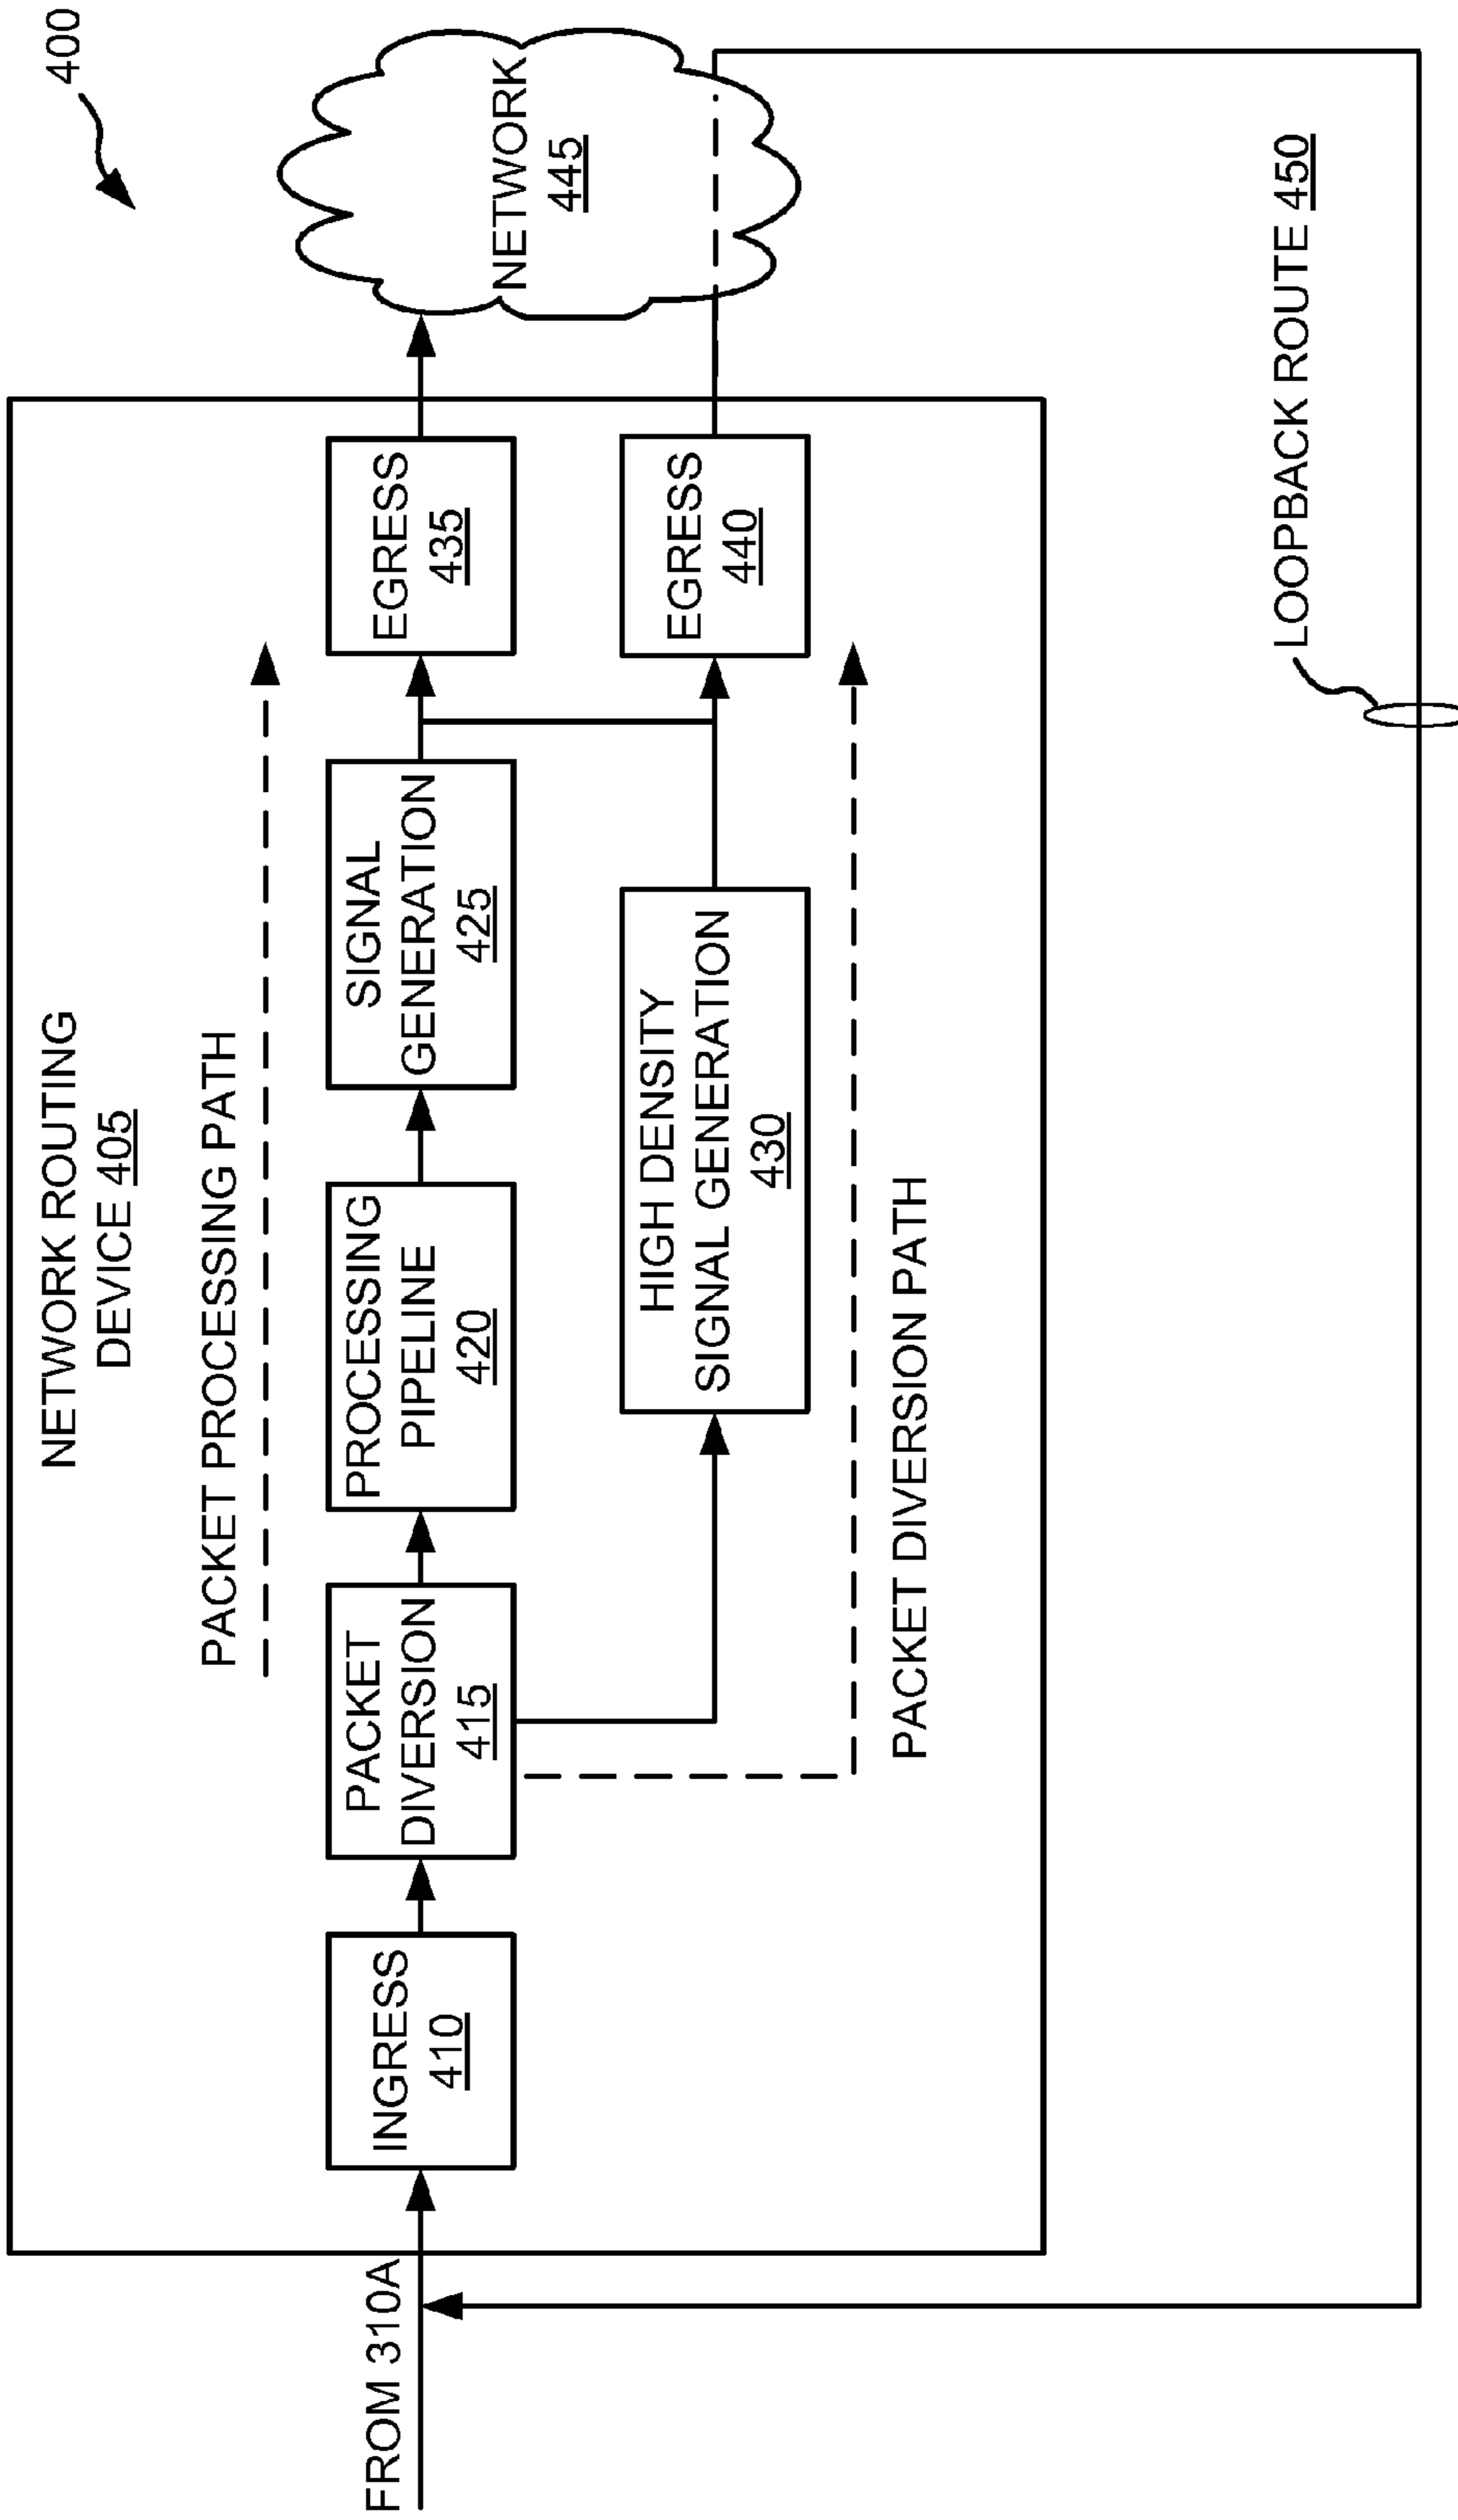 400
NETWORK ROUTING
DEVICE 405
PACKET PROCESSING PATH
FROM 310A
INGRESS
410
PACKET
DIVERSION
415
PROCESSING
PIPELINE
420
SIGNAL
GENERATION
425
EGRESS
435
NETWORK
445
HIGH DENSITY
SIGNAL GENERATION
430
EGRESS
440
PACKET DIVERSION PATH
LOOPBACK ROUTE 450